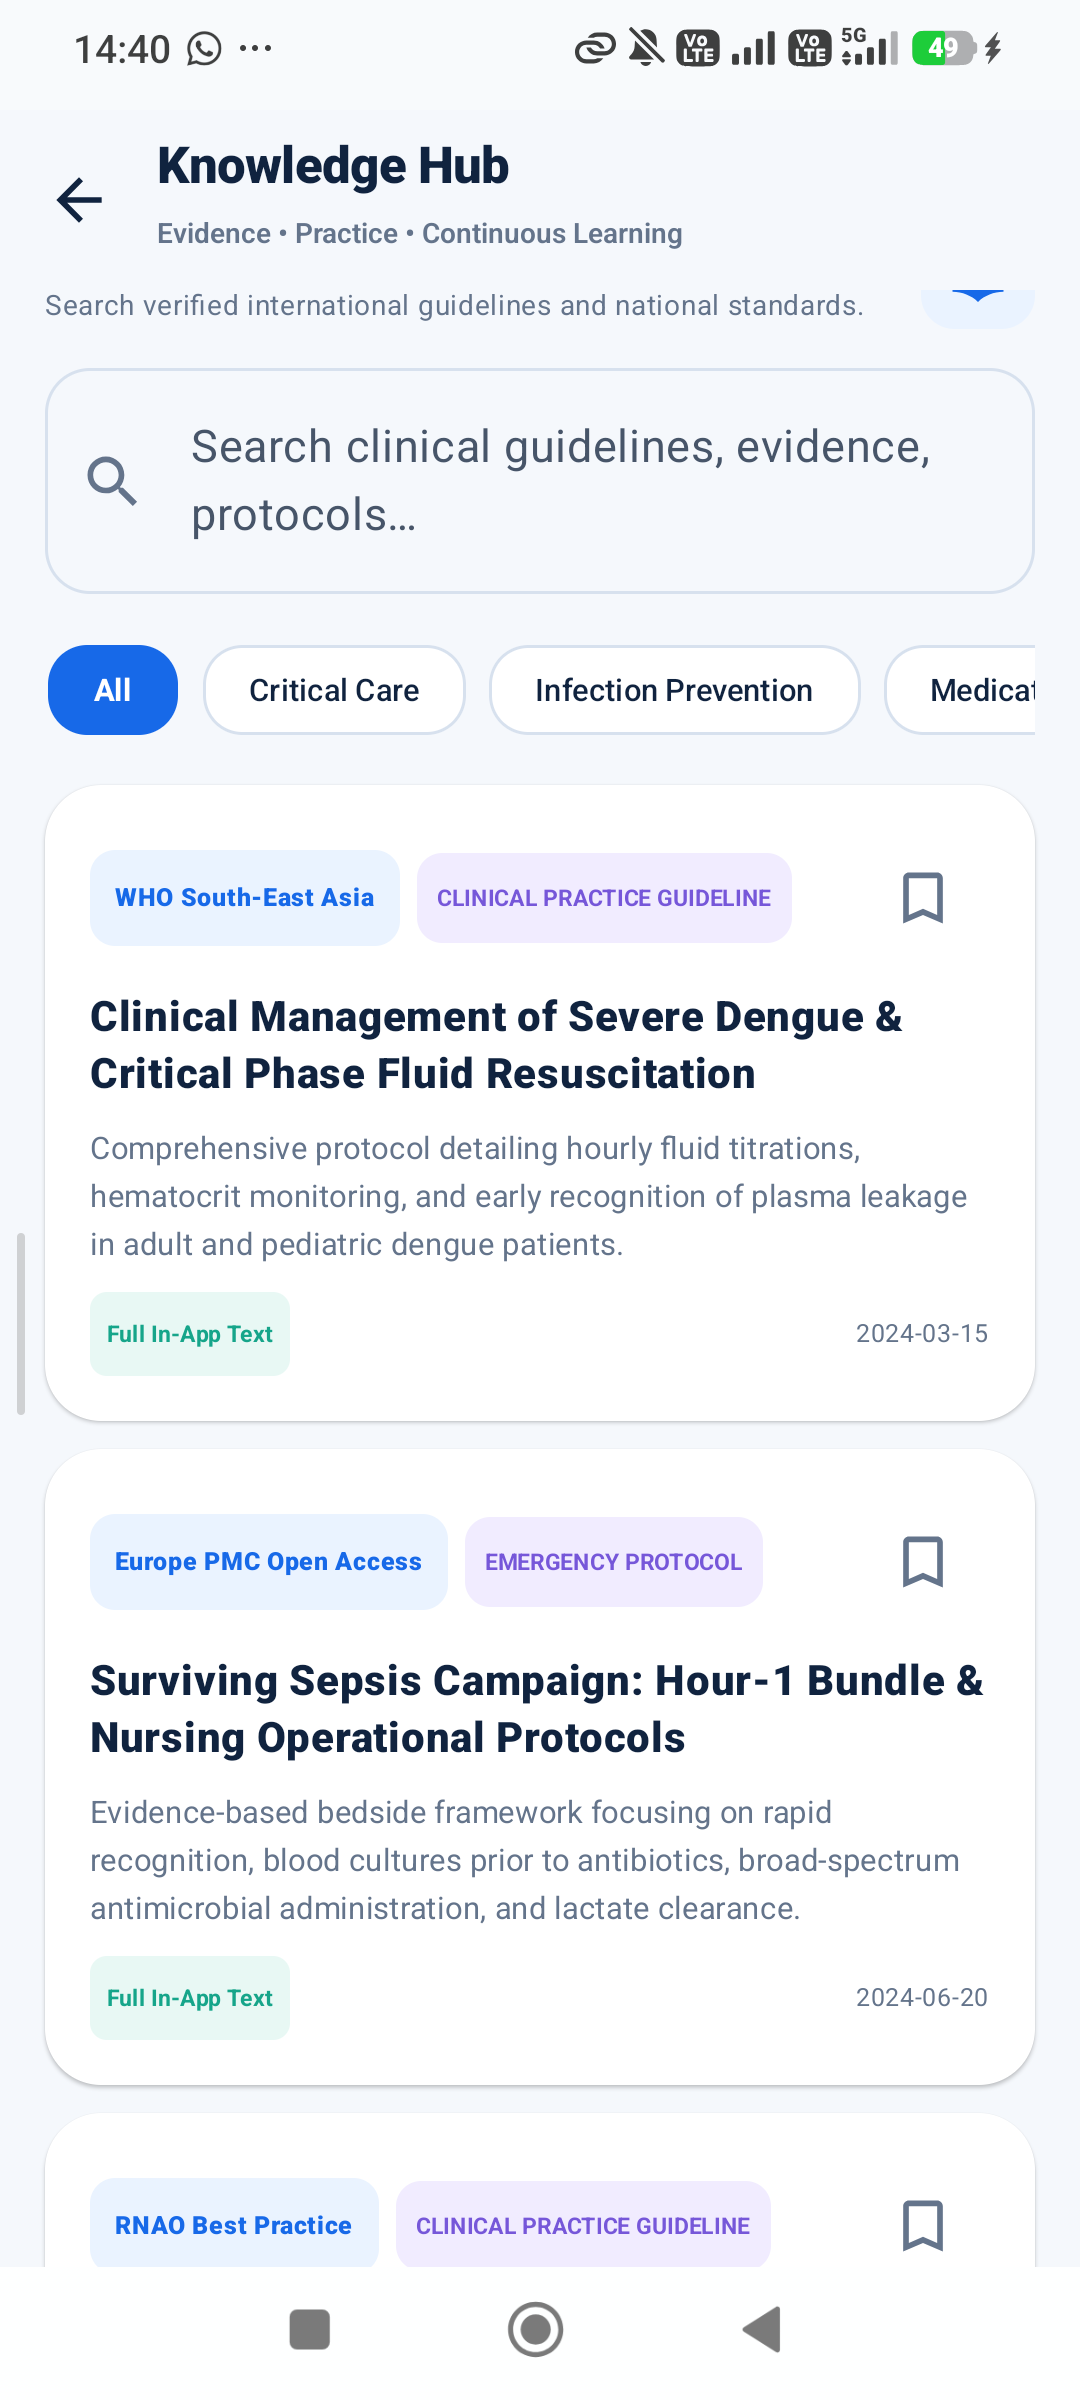 14:40
Vo LTE
Vo LTE
5G
49
Knowledge Hub
Evidence • Practice • Continuous Learning
Search verified international guidelines and national standards.
Search clinical guidelines, evidence,
protocols...
All
Critical Care
Infection Prevention
Medicat
WHO South-East Asia
CLINICAL PRACTICE GUIDELINE
Clinical Management of Severe Dengue &
Critical Phase Fluid Resuscitation
Comprehensive protocol detailing hourly fluid titrations,
hematocrit monitoring, and early recognition of plasma leakage
in adult and pediatric dengue patients.
Full In-App Text
2024-03-15
Europe PMC Open Access
EMERGENCY PROTOCOL
Surviving Sepsis Campaign: Hour-1 Bundle &
Nursing Operational Protocols
Evidence-based bedside framework focusing on rapid
recognition, blood cultures prior to antibiotics, broad-spectrum
antimicrobial administration, and lactate clearance.
Full In-App Text
2024-06-20
RNAO Best Practice
CLINICAL PRACTICE GUIDELINE